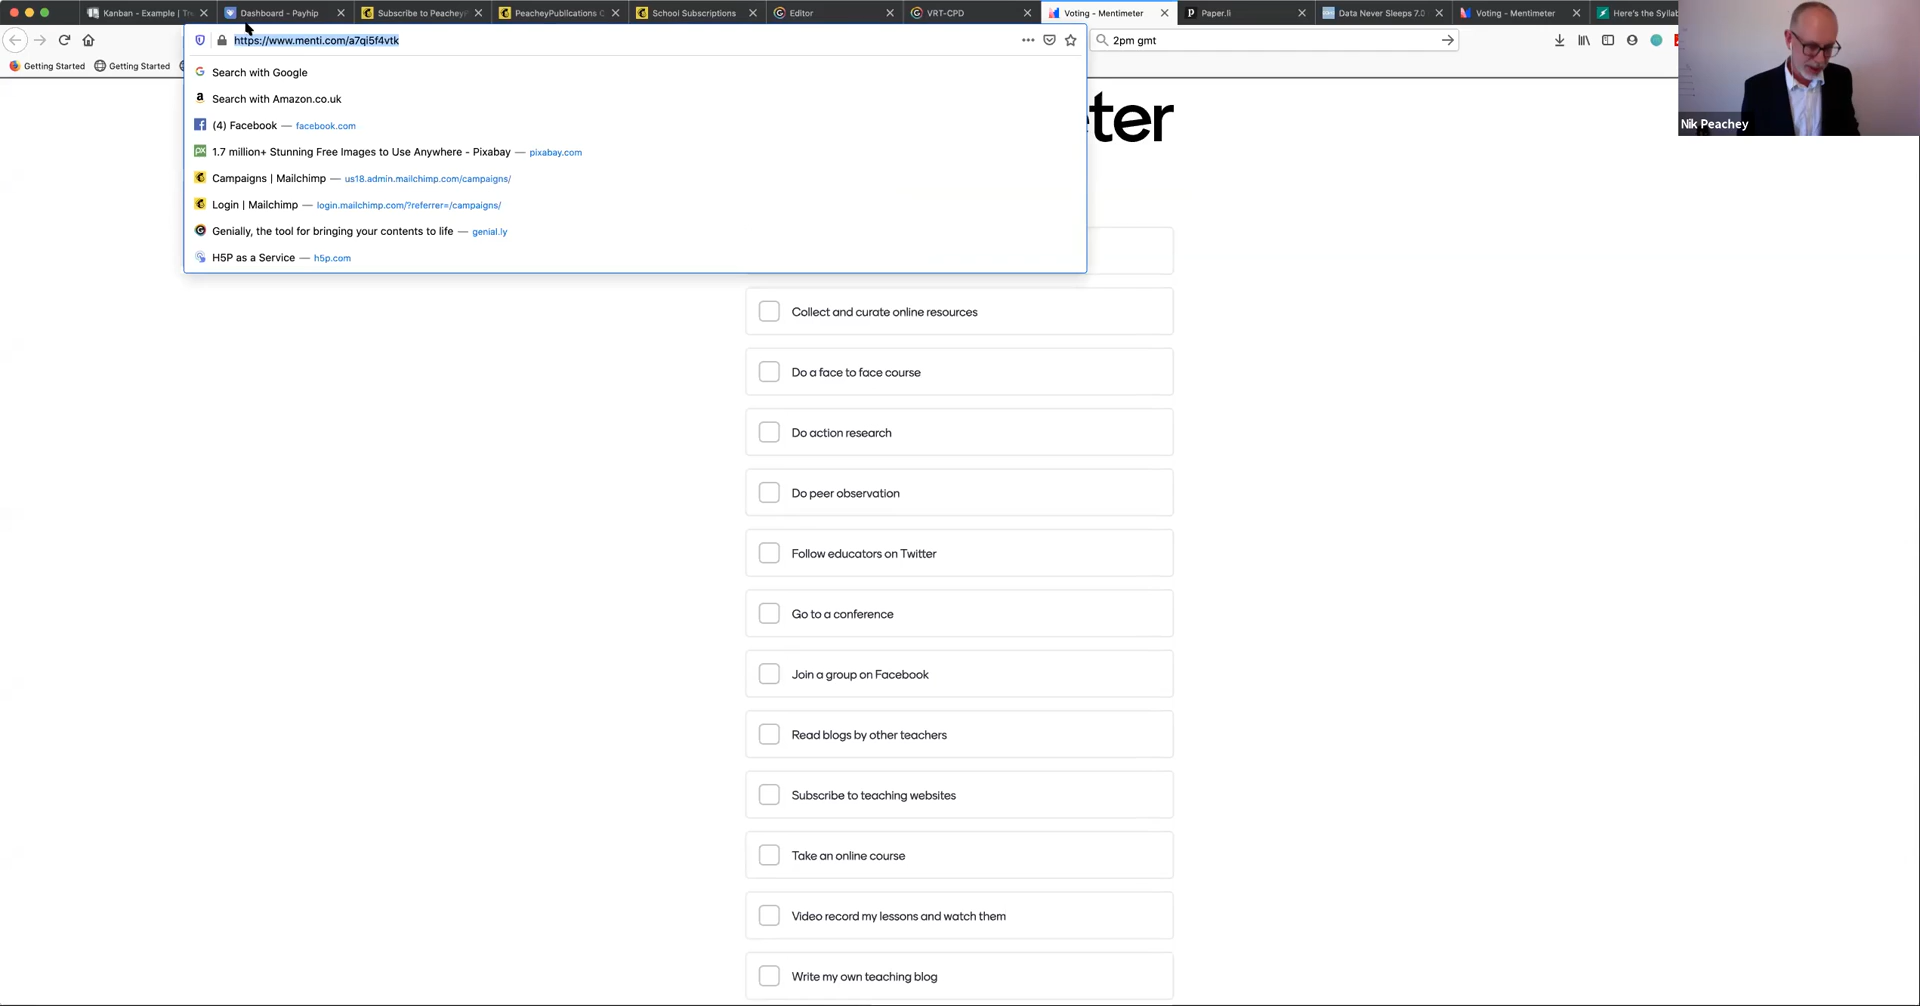 Kanban - Example | Tr
Dashboard - Payhip
Subscribe to Peachey
PeacheyPublications
School Subscriptions
Editor
VRT-CPD
Voting - Mentimeter
Paper.li
Data Never Sleeps 7.0
Voting - Mentimeter
Here's the Syllab
https://www.menti.com/a7qi5f4vtk
2pm gmt
Getting Started
Getting Started
Search with Google
Search with Amazon.co.uk
(4) Facebook — facebook.com
1.7 million+ Stunning Free Images to Use Anywhere - Pixabay — pixabay.com
Campaigns | Mailchimp — us18.admin.mailchimp.com/campaigns/
Login | Mailchimp — login.mailchimp.com/?referrer=/campaigns/
Genially, the tool for bringing your contents to life — genial.ly
H5P as a Service — h5p.com
ter
Nik Peachey
Collect and curate online resources
Do a face to face course
Do action research
Do peer observation
Follow educators on Twitter
Go to a conference
Join a group on Facebook
Read blogs by other teachers
Subscribe to teaching websites
Take an online course
Video record my lessons and watch them
Write my own teaching blog